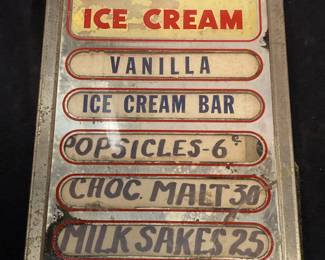 ICE CREAM
VANILLA
ICE CREAM BAR
POPSICLES-6¢
CHOC. MALT 30
MILK SAKES 25